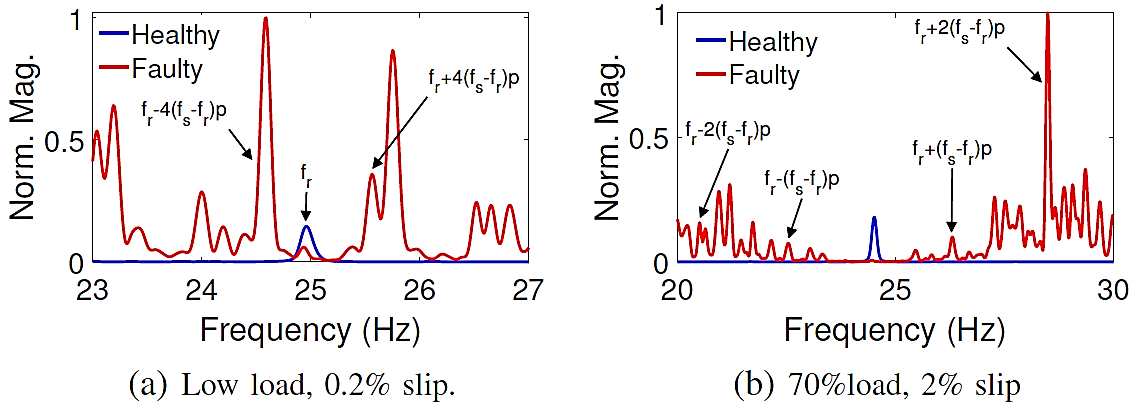 1
Healthy
Faulty
fr+4(fs-fr)p
fr-4(fs-fr)p
fr
0.5
0
Norm. Mag.
23 24 25 26 27
Frequency (Hz)
(a) Low load, 0.2% slip.
1
Healthy
Faulty
fr+2(fs-fr)p
fr-2(fs-fr)p
fr-(fs-fr)p
fr+(fs-fr)p
0.5
0
Norm. Mag.
20 25 30
Frequency (Hz)
(b) 70%load, 2% slip